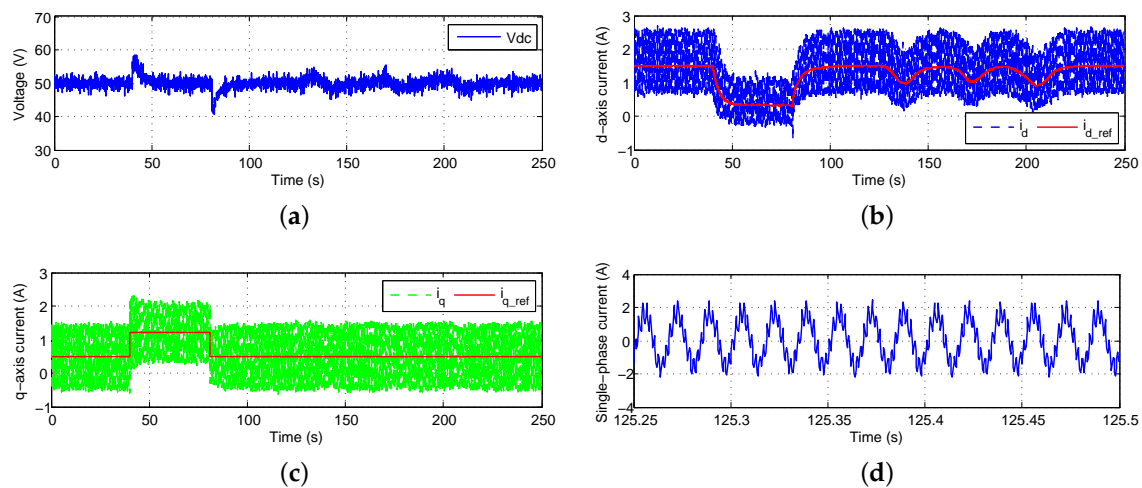 70
60
50
40
30
Voltage (V)
Vdc
0 50 100 150 200 250
Time (s)
(a)
3
2
1
0
−1
d−axis current (A)
i_d i_d_ref
0 50 100 150 200 250
Time (s)
(b)
3
2
1
0
−1
q−axis current (A)
i_q i_q_ref
0 50 100 150 200 250
Time (s)
(c)
4
2
0
−2
−4
Single−phase current (A)
125.25 125.3 125.35 125.4 125.45 125.5
Time (s)
(d)